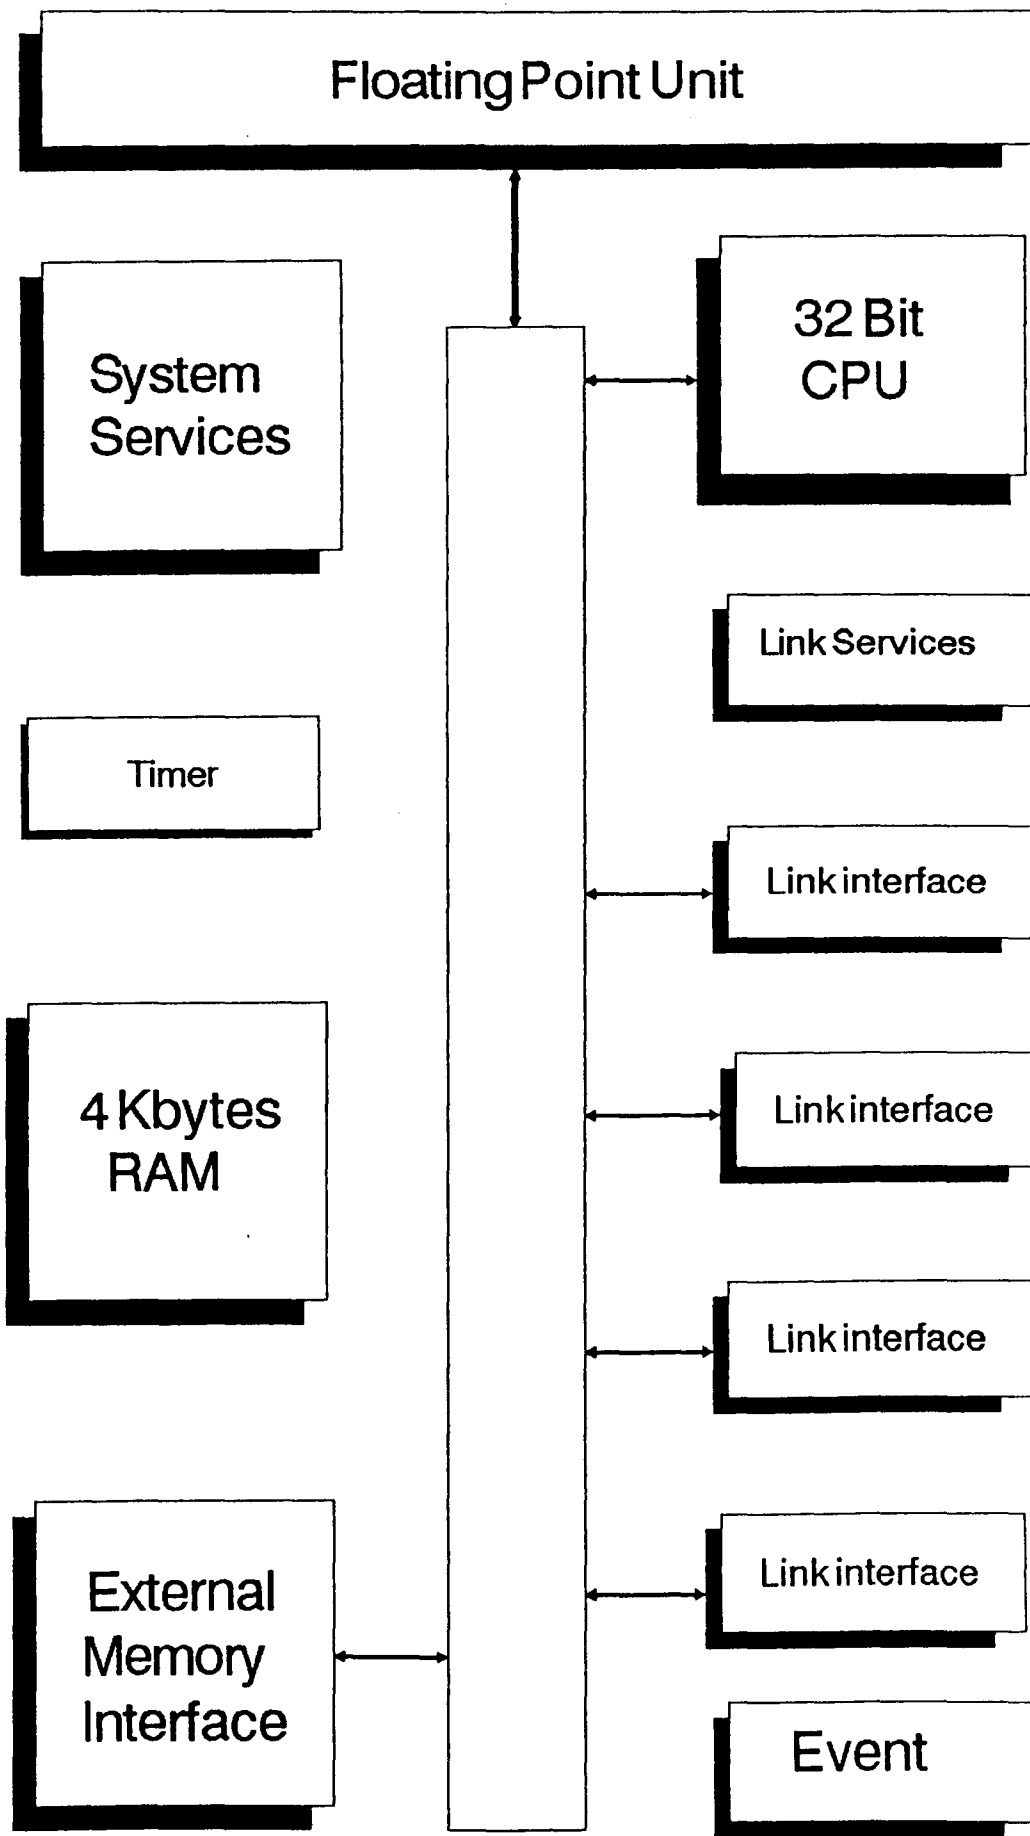 Floating Point Unit
System
Services
32 Bit
CPU
Link Services
Timer
Link interface
4 Kbytes
RAM
Link interface
Link interface
External
Memory
Interface
Link interface
Event